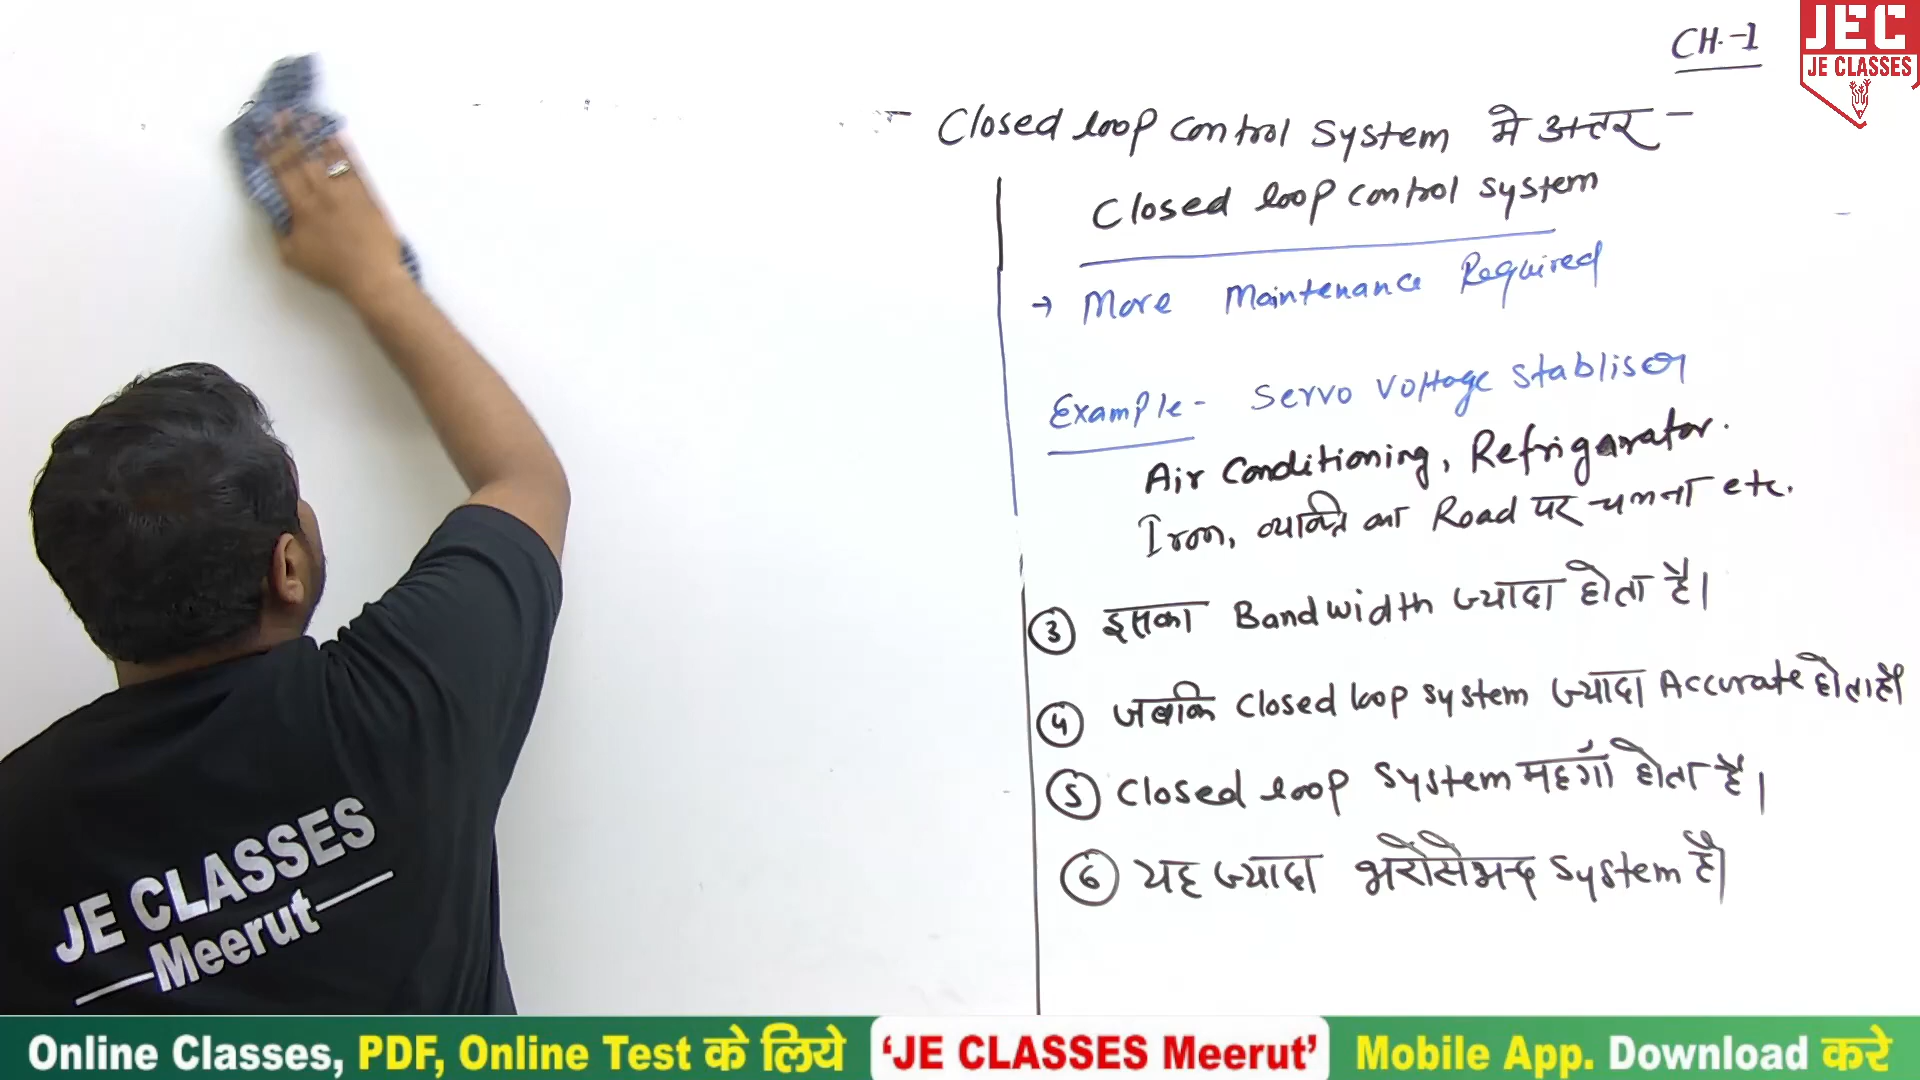 CH.-1
JEC
JE CLASSES
Closed loop control system मे अन्तर -
Closed loop control system
→ More Maintenance Required
Example - Servo Voltage Stablisor
Air Conditioning, Refrigarator.
Iron, व्यक्ति का Road पर चलना etc.
③ इसका Bandwidth ज्यादा होता है।
④ जबकि Closed loop system ज्यादा Accurate होता है।
⑤ Closed loop system महगाँ होता है।
⑥ यह ज्यादा भरोसेमन्द system है।
JE CLASSES
Meerut
Online Classes, PDF, Online Test के लिये 'JE CLASSES Meerut' Mobile App. Download करे